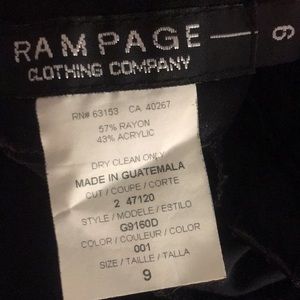 RAMPAGE
CLOTHING COMPANY
9
RN# 63153 CA 40267
57% RAYON
43% ACRYLIC
DRY CLEAN ONLY
MADE IN GUATEMALA
CUT / COUPE / CORTE
2 47120
STYLE / MODELE / ESTILO
G9160D
COLOR / COULEUR / COLOR
001
SIZE / TAILLE / TALLA
9